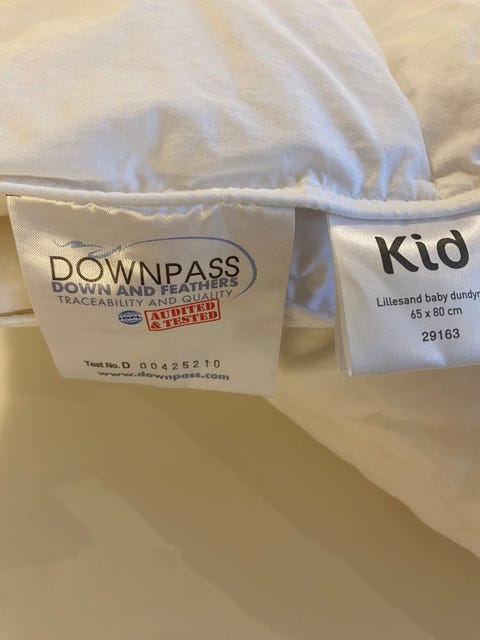 DOWNPASS
DOWN AND FEATHERS
TRACEABILITY AND QUALITY
AUDITED
& TESTED
Test No. D 00425210
www.downpass.com
Kid
Lillesand baby dundyn
65 x 80 cm
29163